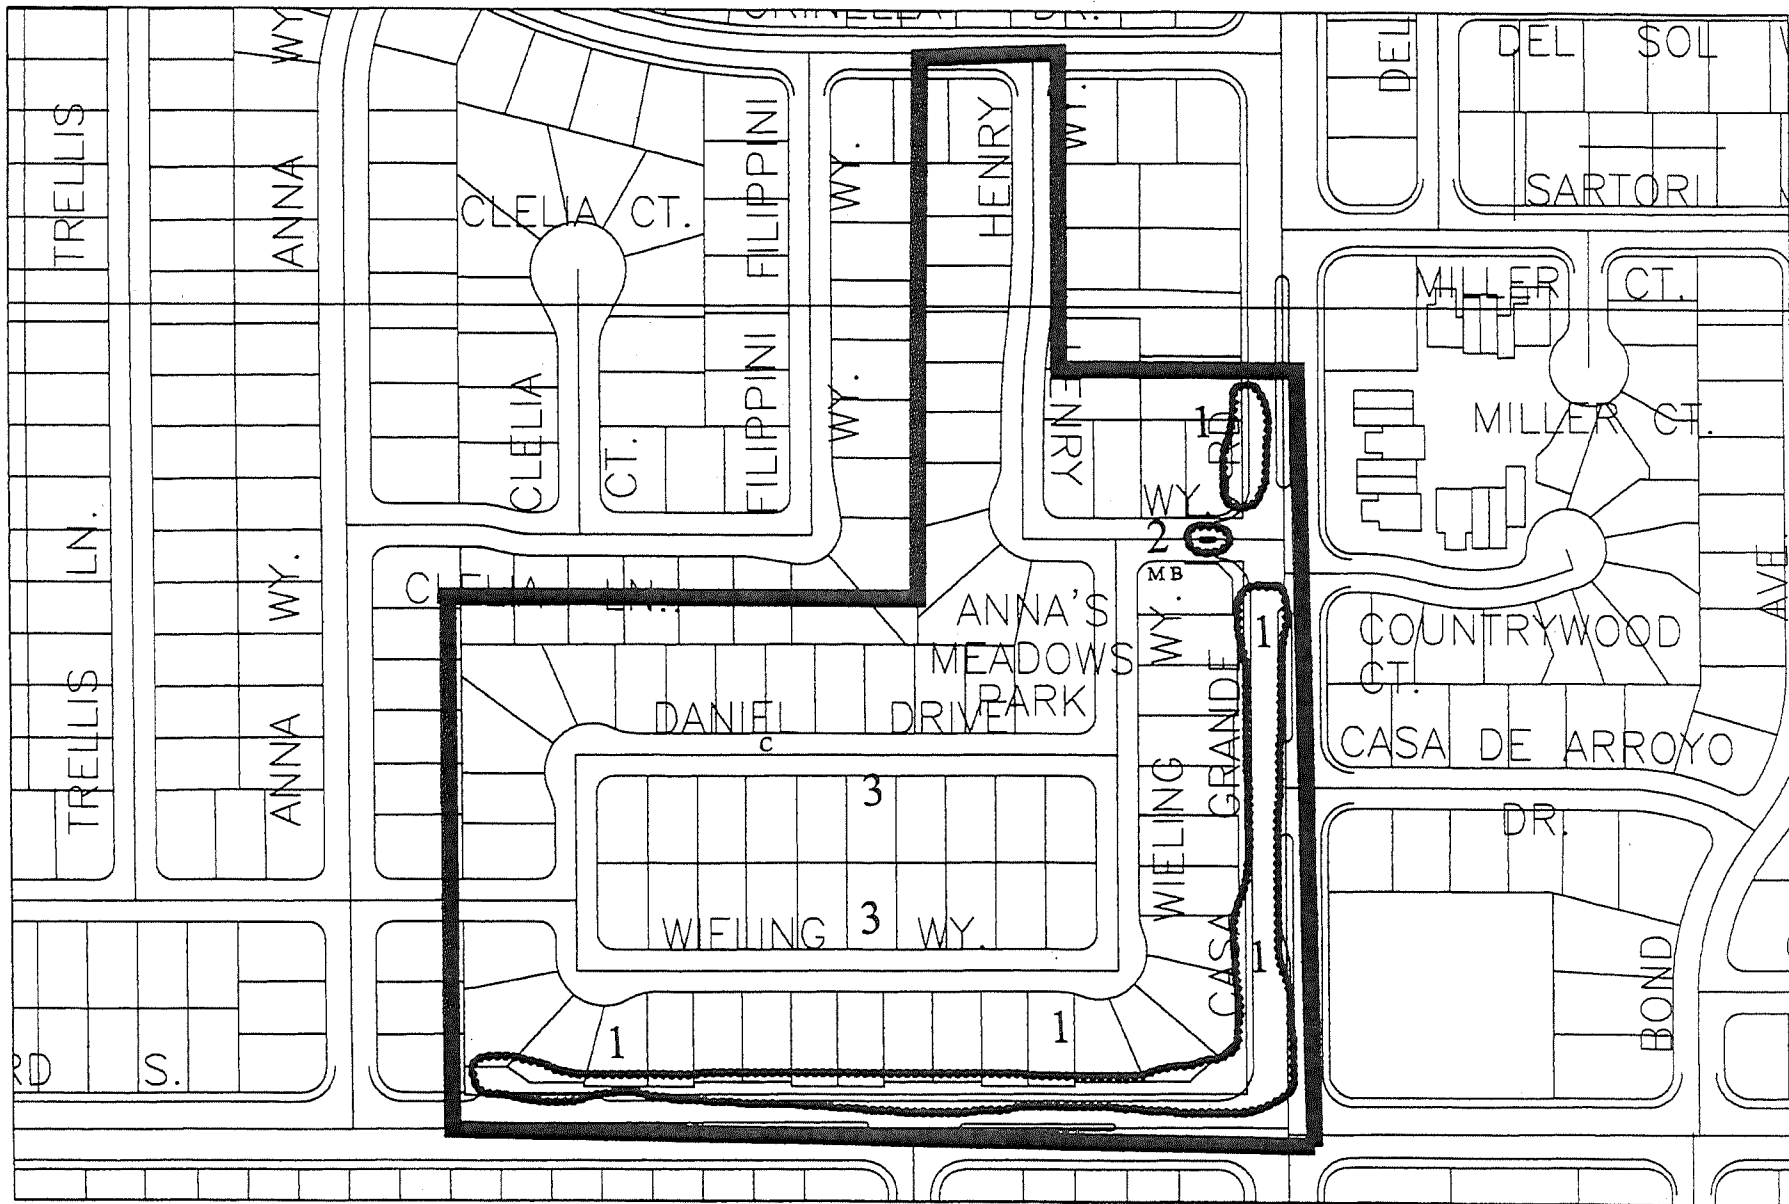 DR.
DEL
DEL SOL
WY.
TRELLIS
ANNA
FILIPPINI
WY.
HENRY
WY.
SARTORI
CLELIA CT.
MILLER CT.
CLELIA
CT.
FILIPPINI
WY.
ENRY
1
RD
MILLER CT.
WY.
2
MB
TRELLIS LN.
ANNA WY.
CLELIA LN.
ANNA'S
MEADOWS
PARK
WY.
1
COUNTRYWOOD
CT.
AVE.
DANIEL DRIVE
C
CASA DE ARROYO
DR.
3
WIELING
CASA GRANDE
3
WIELING WY.
1
BOND
RD S.
1
1